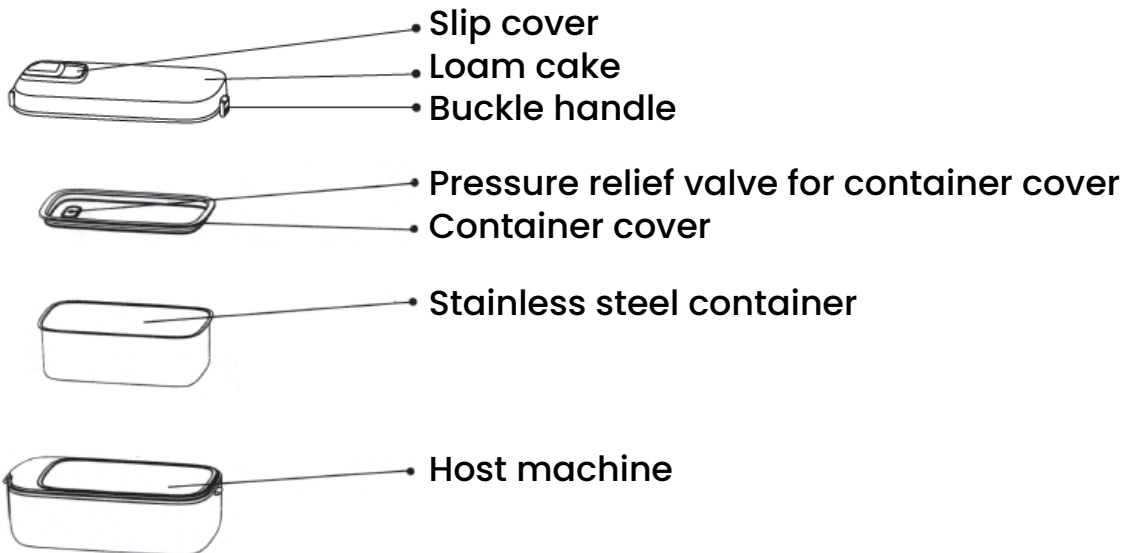 Slip cover
Loam cake
Buckle handle
Pressure relief valve for container cover
Container cover
Stainless steel container
Host machine